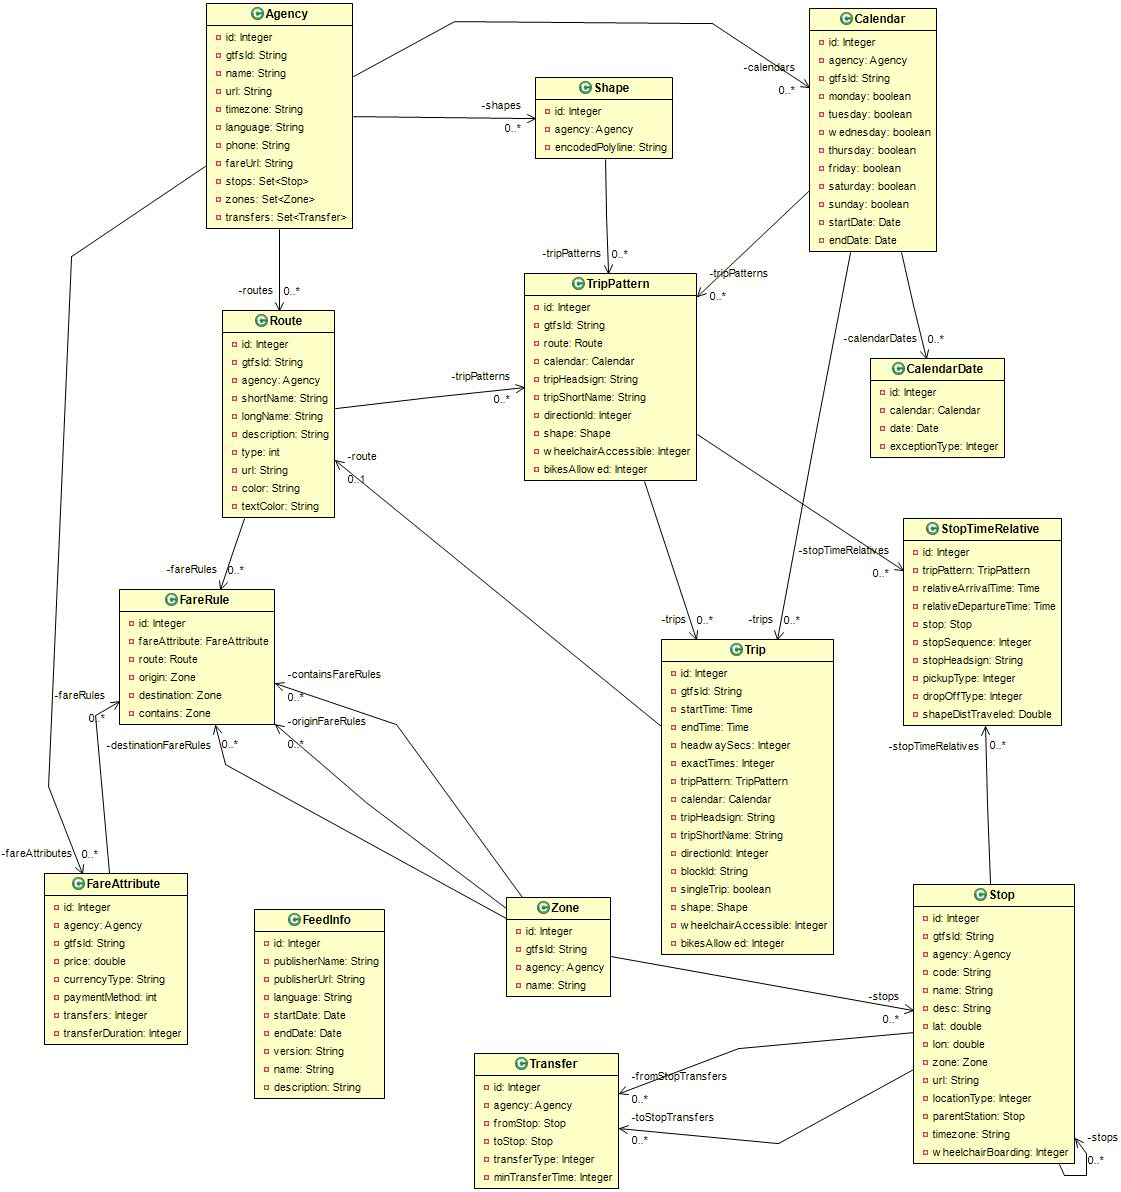 Agency
id: Integer
gtfsId: String
name: String
url: String
timezone: String
language: String
phone: String
fareUrl: String
stops: Set<Stop>
zones: Set<Zone>
transfers: Set<Transfer>
Calendar
id: Integer
agency: Agency
gtfsId: String
monday: boolean
tuesday: boolean
wednesday: boolean
thursday: boolean
friday: boolean
saturday: boolean
sunday: boolean
startDate: Date
endDate: Date
-calendars
0..*
Shape
id: Integer
agency: Agency
encodedPolyline: String
-shapes
0..*
-tripPatterns 0..*
-tripPatterns
0..*
-routes 0..*
Route
id: Integer
gtfsId: String
agency: Agency
shortName: String
longName: String
description: String
type: int
url: String
color: String
textColor: String
TripPattern
id: Integer
gtfsId: String
route: Route
calendar: Calendar
tripHeadsign: String
tripShortName: String
directionId: Integer
shape: Shape
wheelchairAccessible: Integer
bikesAllowed: Integer
-calendarDates 0..*
CalendarDate
id: Integer
calendar: Calendar
date: Date
exceptionType: Integer
-tripPatterns
0..*
-route
0..1
-stopTimeRelatives
0..*
StopTimeRelative
id: Integer
tripPattern: TripPattern
relativeArrivalTime: Time
relativeDepartureTime: Time
stop: Stop
stopSequence: Integer
stopHeadsign: String
pickupType: Integer
dropOffType: Integer
shapeDistTraveled: Double
-fareRules 0..*
FareRule
id: Integer
fareAttribute: FareAttribute
route: Route
origin: Zone
destination: Zone
contains: Zone
-trips 0..*
-trips 0..*
Trip
id: Integer
gtfsId: String
startTime: Time
endTime: Time
headwaySecs: Integer
exactTimes: Integer
tripPattern: TripPattern
calendar: Calendar
tripHeadsign: String
tripShortName: String
directionId: Integer
blockId: String
singleTrip: boolean
shape: Shape
wheelchairAccessible: Integer
bikesAllowed: Integer
-containsFareRules
0..*
-fareRules
0..*
-originFareRules
0..*
-destinationFareRules 0..*
-stopTimeRelatives 0..*
-fareAttributes 0..*
FareAttribute
id: Integer
agency: Agency
gtfsId: String
price: double
currencyType: String
paymentMethod: int
transfers: Integer
transferDuration: Integer
FeedInfo
id: Integer
publisherName: String
publisherUrl: String
language: String
startDate: Date
endDate: Date
version: String
name: String
description: String
Zone
id: Integer
gtfsId: String
agency: Agency
name: String
Stop
id: Integer
gtfsId: String
agency: Agency
code: String
name: String
desc: String
lat: double
lon: double
zone: Zone
url: String
locationType: Integer
parentStation: Stop
timezone: String
wheelchairBoarding: Integer
-stops
0..*
Transfer
id: Integer
agency: Agency
fromStop: Stop
toStop: Stop
transferType: Integer
minTransferTime: Integer
-fromStopTransfers
0..*
-toStopTransfers
0..*
-stops
0..*